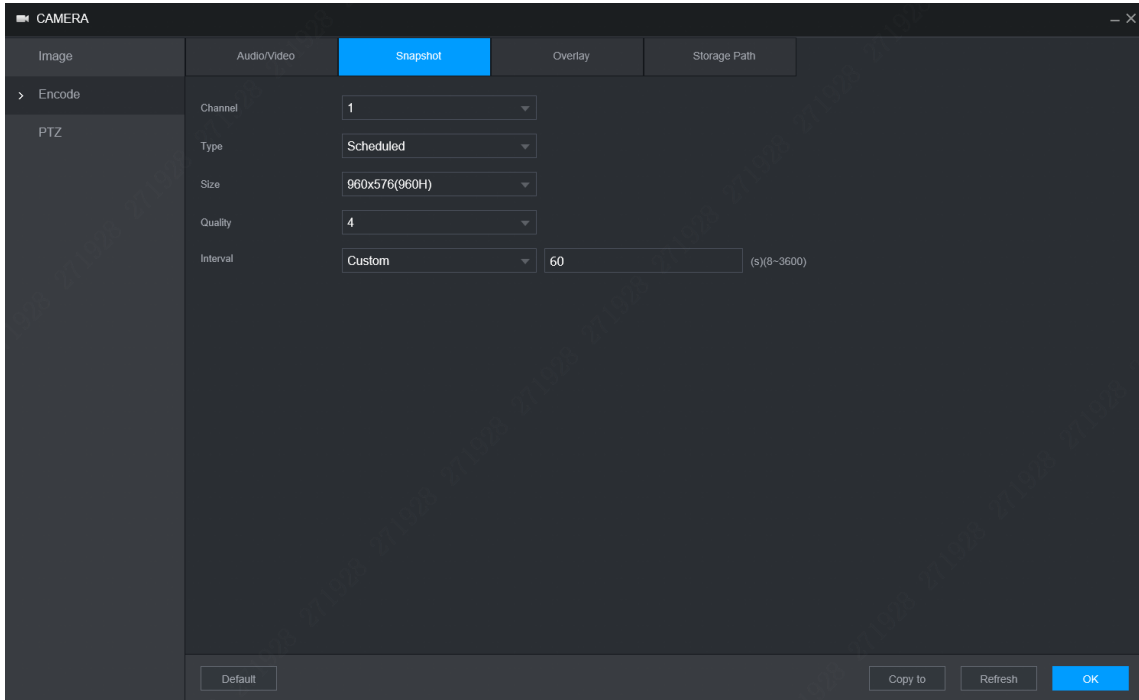 CAMERA
Image
Encode
PTZ
Audio/Video
Snapshot
Overlay
Storage Path
Channel
1
Type
Scheduled
Size
960x576(960H)
Quality
4
Interval
Custom
60
(s)(8~3600)
Default
Copy to
Refresh
OK